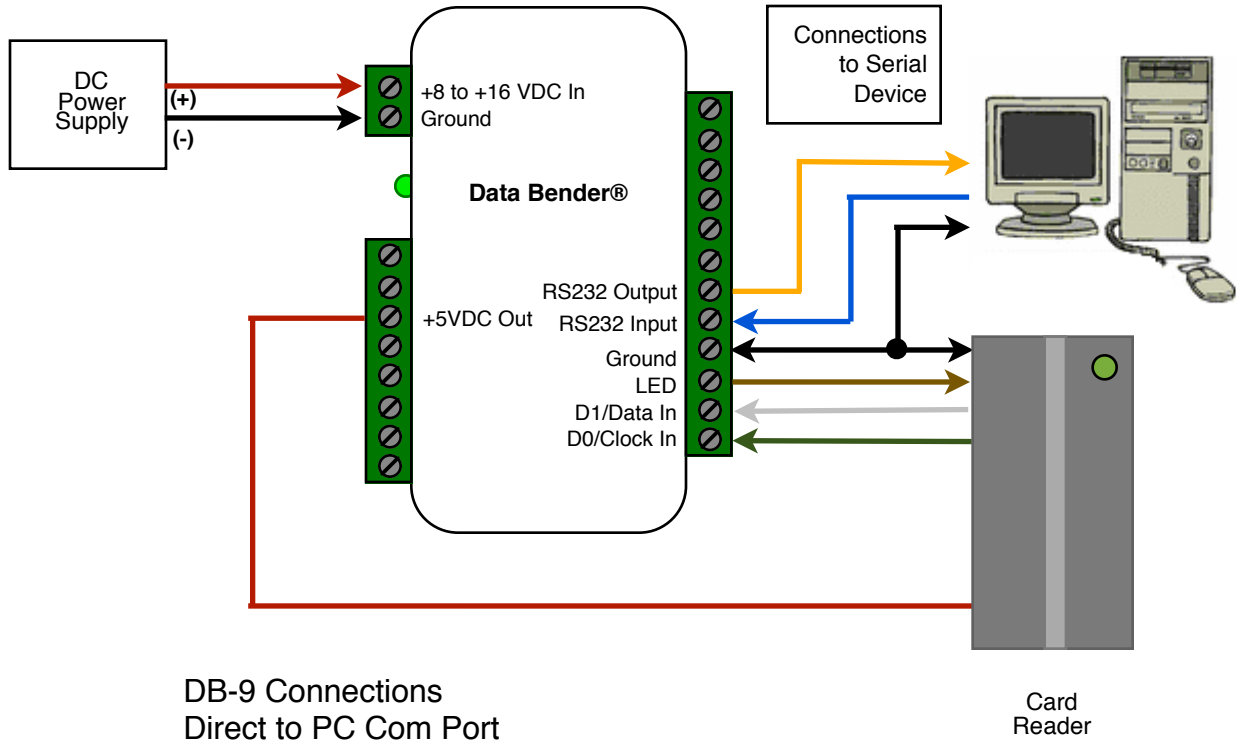 DC
Power
Supply
(+)
(-)
+8 to +16 VDC In
Ground
Data Bender®
Connections
to Serial
Device
+5VDC Out
RS232 Output
RS232 Input
Ground
LED
D1/Data In
D0/Clock In
DB-9 Connections
Direct to PC Com Port
Card
Reader